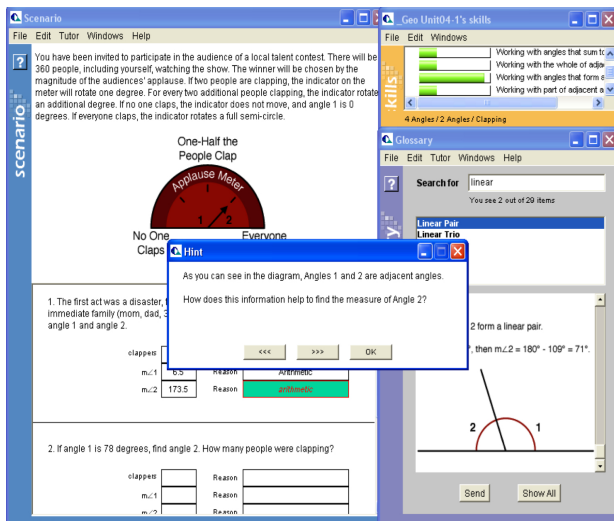 Scenario
File Edit Tutor Windows Help
?
scenario
You have been invited to participate in the audience of a local talent contest. There will be
360 people, including yourself, watching the show. The winner will be chosen by the
magnitude of the audiences' applause. If two people are clapping, the indicator on the
meter will rotate one degree. For every two additional people clapping, the indicator rotate
an additional degree. If no one claps, the indicator does not move, and angle 1 is 0
degrees. If everyone claps, the indicator rotates a full semi-circle.
One-Half the
People Clap
Applause Meter
1 2
No One
Claps
Everyone
1. The first act was a disaster,
immediate family (mom, dad, 3
angle 1 and angle 2.
clappers
m∠1 6.5 Reason Arithmetic
m∠2 173.5 Reason arithmetic
2. If angle 1 is 78 degrees, find angle 2. How many people were clapping?
clappers Reason
m∠1 Reason
m∠2 Reason
Hint
As you can see in the diagram, Angles 1 and 2 are adjacent angles.
How does this information help to find the measure of Angle 2?
<<< >>> OK
_Geo Unit04-1's skills
File Edit Windows
skills
Working with angles that sum to
Working with the whole of adja
Working with angles that form a
Working with part of adjacent a
4 Angles / 2 Angles / Clapping
Glossary
File Edit Tutor Windows Help
?
Search for linear
You see 2 out of 29 items
Linear Pair
Linear Trio
2 form a linear pair.
°, then m∠2 = 180° - 109° = 71°.
2 1
Send Show All